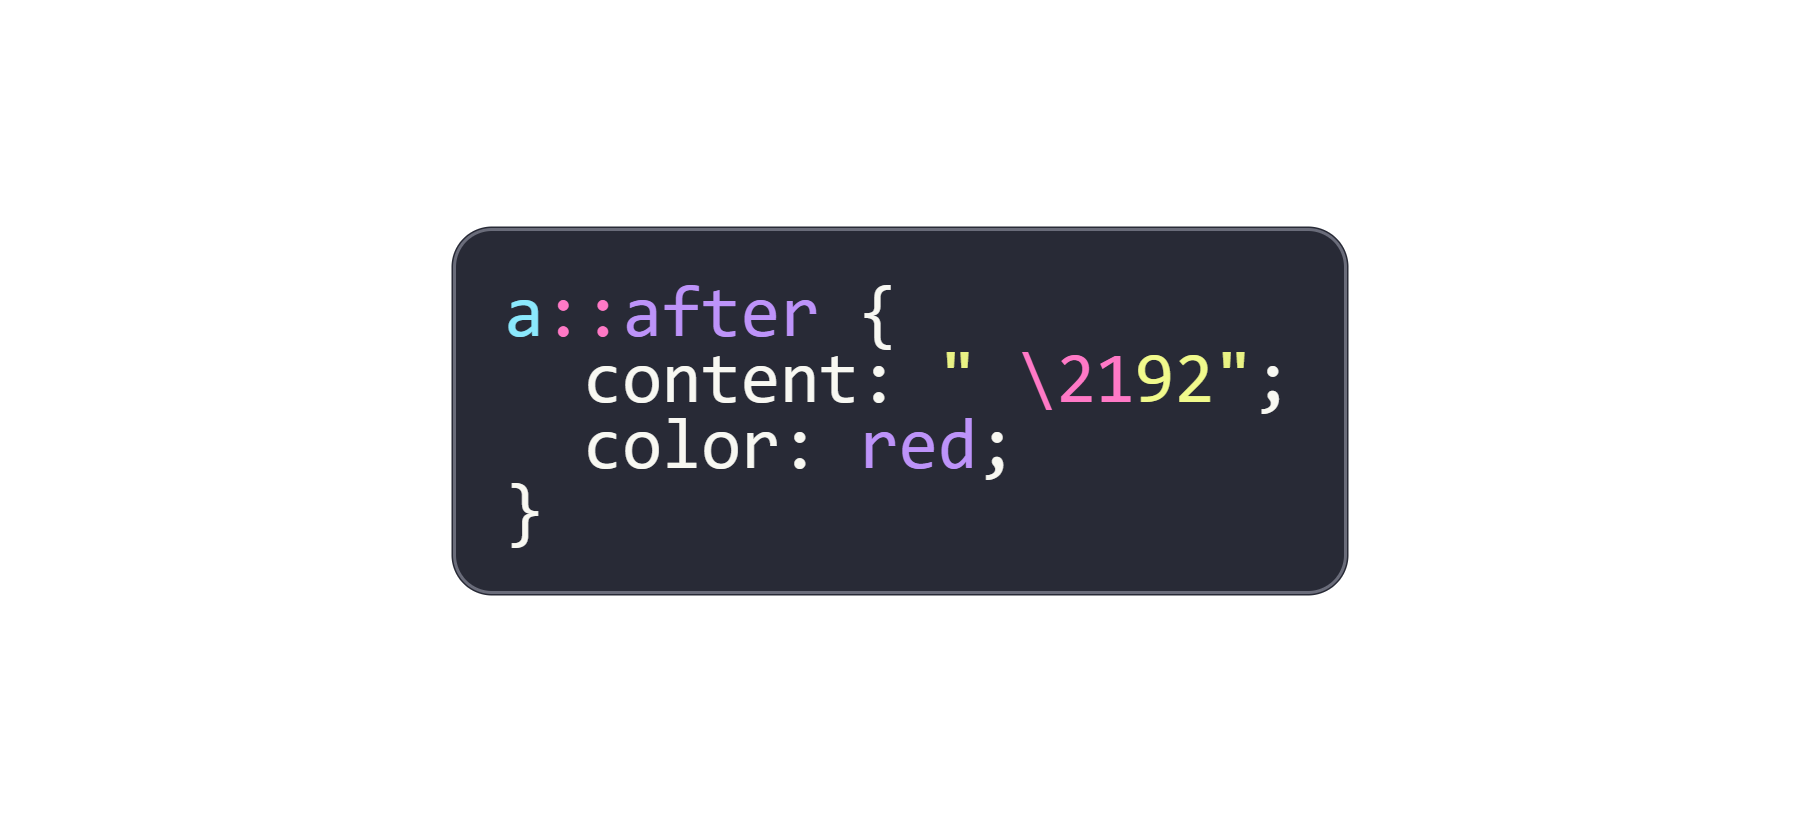 a::after {
  content: " \2192";
  color: red;
}